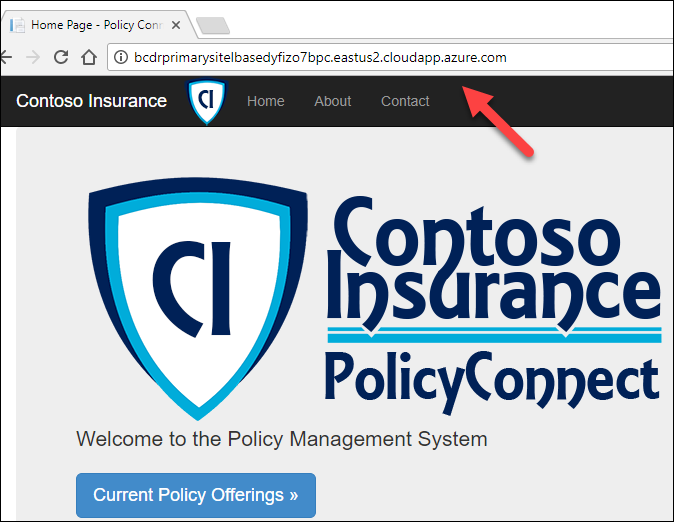 Home Page - Policy Conn
bcdrprimarysitelbasedyfizo7bpc.eastus2.cloudapp.azure.com
Contoso Insurance CI Home About Contact
CI
Contoso
Insurance
PolicyConnect
Welcome to the Policy Management System
Current Policy Offerings »